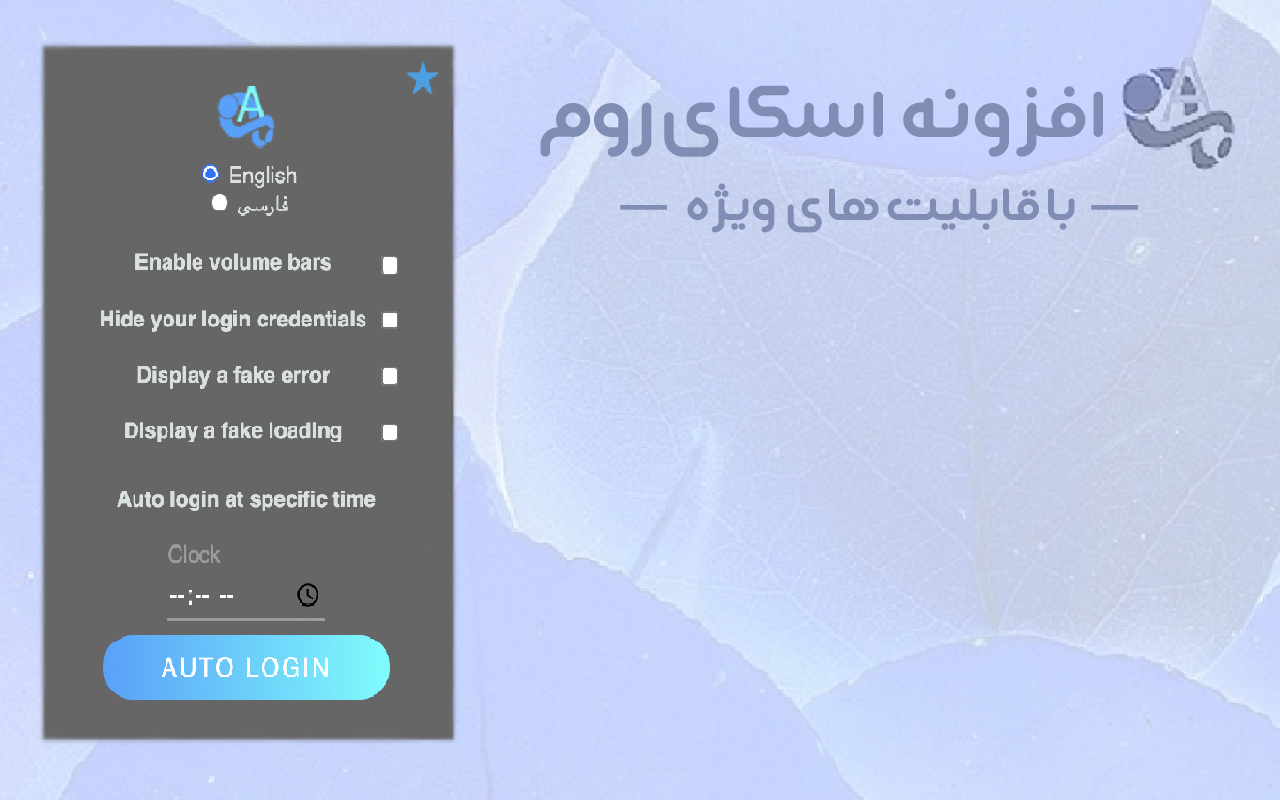 افزونه اسکای روم
— با قابلیت های ویژه —
English
فارسي
Enable volume bars
Hide your login credentials
Display a fake error
Display a fake loading
Auto login at specific time
Clock
--:-- --
AUTO LOGIN